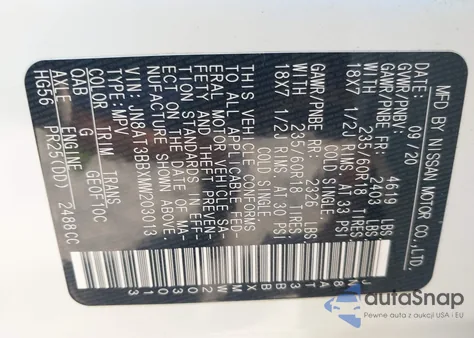 MFD BY NISSAN MOTOR CO.,LTD.
DATE: 09/20
GVWR/PNBV: 4619 LBS
GAWR/PNBE FR: 2403 LBS
WITH 235/60R18 TIRES,
18X7 1/2J RIMS, AT 33 PSI
COLD SINGLE
GAWR/PNBE RR: 2326 LBS
WITH 235/60R18 TIRES,
18X7 1/2J RIMS, AT 30 PSI
COLD SINGLE
THIS VEHICLE CONFORMS
TO ALL APPLICABLE FED-
ERAL MOTOR VEHICLE SA-
FETY AND THEFT PREVEN-
TION STANDARDS IN EFF-
ECT ON THE DATE OF MA-
NUFACTURE SHOWN ABOVE
VIN: JN8AT3BBXMW203013
TYPE: MPV
COLOR TRIM TRANS
G GEOF70C
OAB
AXLE ENGINE
HG56 PR25(DD) 2488CC
JN8AT3BBXMW203013
autaSnap
Pewne auta z aukcji USA i EU